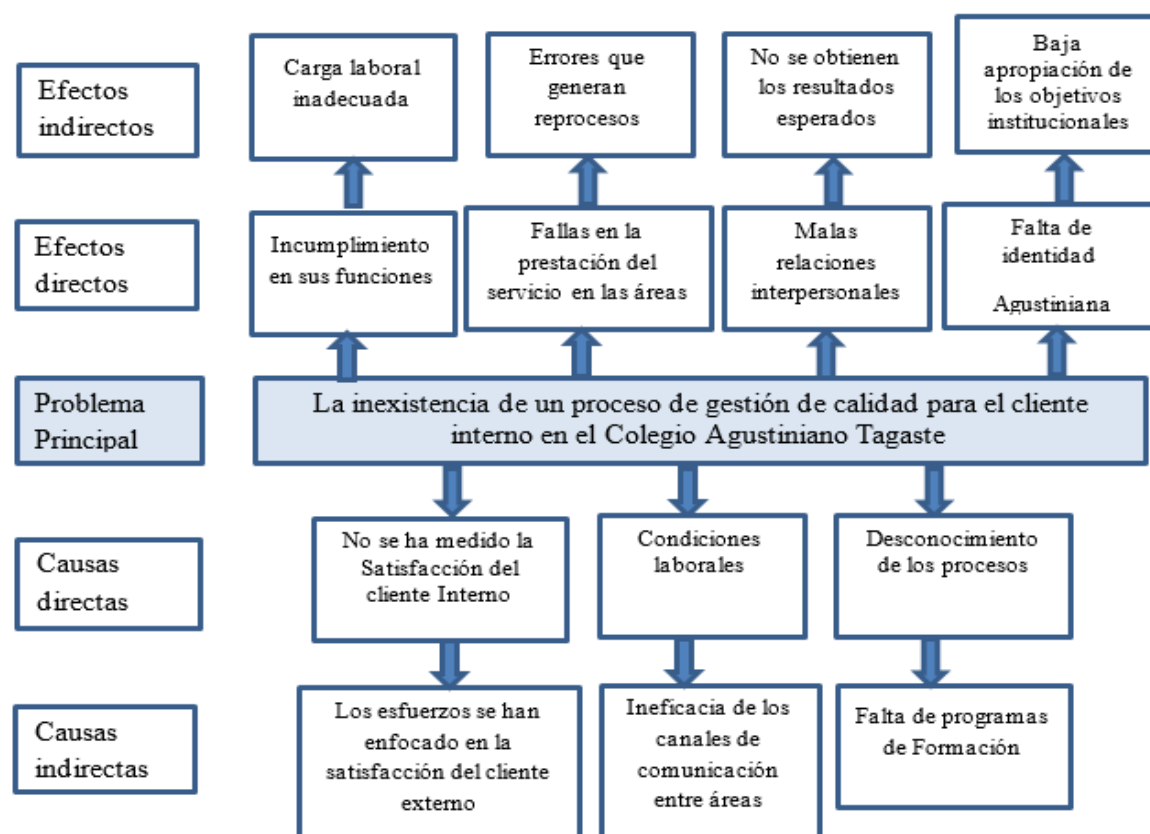 Efectos
indirectos
Carga laboral
inadecuada
Errores que
generan
reprocesos
No se obtienen
los resultados
esperados
Baja
apropiación de
los objetivos
institucionales
Efectos
directos
Incumplimiento
en sus funciones
Fallas en la
prestación del
servicio en las áreas
Malas
relaciones
interpersonales
Falta de
identidad
Agustiniana
Problema
Principal
La inexistencia de un proceso de gestión de calidad para el cliente
interno en el Colegio Agustiniano Tagaste
Causas
directas
No se ha medido la
Satisfacción del
cliente Interno
Condiciones
laborales
Desconocimiento
de los procesos
Causas
indirectas
Los esfuerzos se han
enfocado en la
satisfacción del cliente
externo
Ineficacia de los
canales de
comunicación
entre áreas
Falta de programas
de Formación